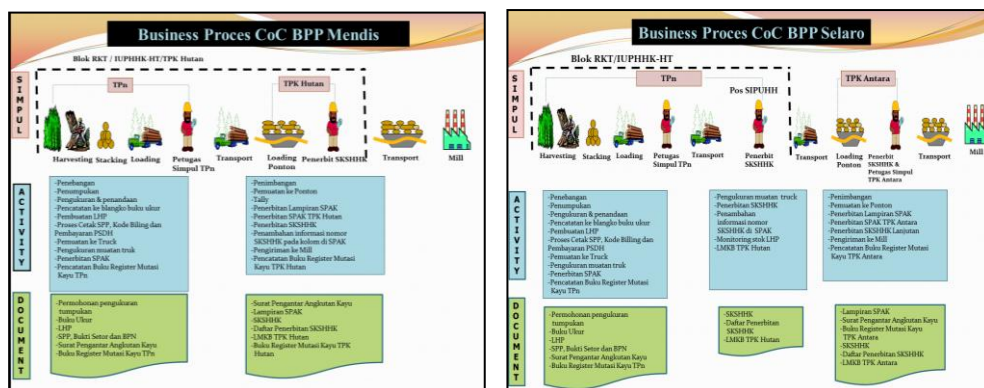 Business Proces CoC BPP Mendis
Blok RKT / IUPHHK-HT/TPK Hutan
SIMPUL
TPn
TPK Hutan
Harvesting
Stacking
Loading
Petugas
Simpul TPn
Transport
Loading
Ponton
Penerbit SKSHHK
Transport
Mill
ACTIVITY
-Penebangan
-Penumpukan
-Pengukuran & penandaan
-Pencatatan ke blangko buku ukur
-Pembuatan LHP
-Proses Cetak SPP, Kode Biling dan
Pembayaran PSDH
-Pemuatan ke Truck
-Pengukuran muatan truk
-Penerbitan SPAK
-Pencatatan Buku Register Mutasi
Kayu TPn
-Penimbangan
-Pemuatan ke Ponton
-Tally
-Penerbitan Lampiran SPAK
-Penerbitan SPAK TPK Hutan
-Penerbitan SKSHHK
-Penambahan informasi nomor
SKSHHK pada kolom di SPAK
-Pengiriman ke Mill
-Pencatatan Buku Register Mutasi
Kayu TPK Hutan
DOCUMENT
-Permohonan pengukuran
tumpukan
-Buku Ukur
-LHP
-SPP, Bukti Setor dan BPN
-Surat Pengantar Angkutan Kayu
-Buku Register Mutasi Kayu TPn
-Surat Pengantar Angkutan Kayu
-Lampiran SPAK
-SKSHHK
-Daftar Penerbitan SKSHHK
-LMKB TPK Hutan
-Buku Register Mutasi Kayu TPK
Hutan
Business Proces CoC BPP Selaro
Blok RKT/IUPHHK-HT
SIMPUL
TPn
Pos SIPUHH
TPK Antara
Harvesting
Stacking
Loading
Petugas
Simpul TPn
Transport
Penerbit
SKSHHK
Transport
Loading
Ponton
Penerbit
SKSHHK &
Petugas Simpul
TPK Antara
Transport
Mill
ACTIVITY
-Penebangan
-Penumpukan
-Pengukuran & penandaan
-Pencatatan ke blangko buku ukur
-Pembuatan LHP
-Proses Cetak SPP, Kode Billing dan
Pembayaran PSDH
-Pemuatan ke Truck
-Pengukuran muatan truk
-Penerbitan SPAK
-Pencatatan Buku Register Mutasi
Kayu TPn
-Pengukuran muatan truck
-Penerbitan SKSHHK
-Penambahan
informasi nomor
SKSHHK di SPAK
-Monitoring stok LHP
-LMKB TPK Hutan
-Penimbangan
-Pemuatan ke Ponton
-Penerbitan Lampiran SPAK
-Penerbitan SPAK TPK Antara
-Penerbitan SKSHHK Lanjutan
-Pengiriman ke Mill
-Pencatatan Buku Register Mutasi
Kayu TPK Antara
DOCUMENT
-Permohonan pengukuran
tumpukan
-Buku Ukur
-LHP
-SPP, Bukti Setor dan BPN
-Surat Pengantar Angkutan Kayu
-Buku Register Mutasi Kayu TPn
-SKSHHK
-Daftar Penerbitan
SKSHHK
-LMKB TPK Hutan
-Lampiran SPAK
-Surat Pengantar Angkutan Kayu
-Buku Register Mutasi Kayu
TPK Antara
-SKSHHK
-Daftar Penerbitan SKSHHK
-LMKB TPK Antara